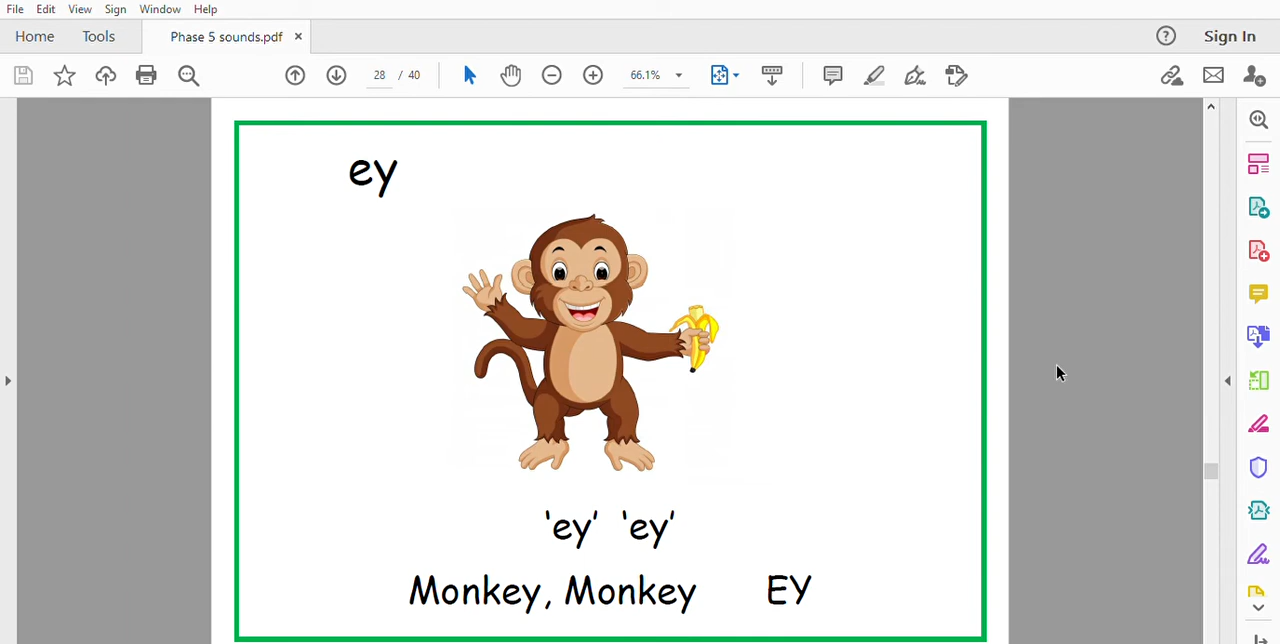 File Edit View Sign Window Help
Home Tools Phase 5 sounds.pdf × Sign In
28 / 40 66.1%
ey
‘ey’ ‘ey’
Monkey, Monkey EY